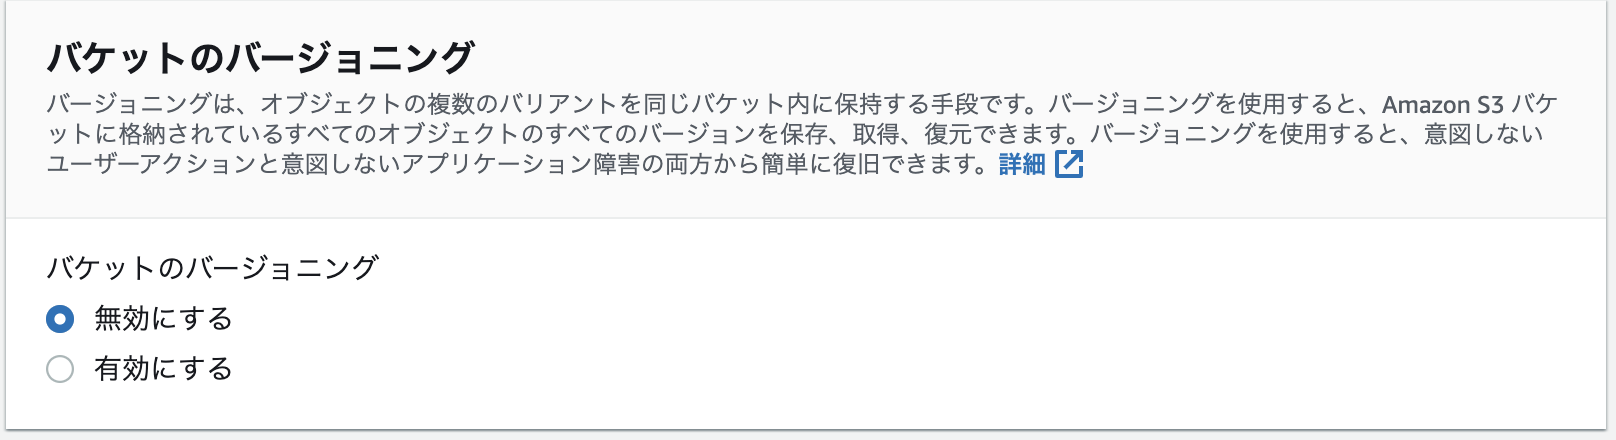 バケットのバージョニング
バージョニングは、オブジェクトの複数のバリアントを同じバケット内に保持する手段です。バージョニングを使用すると、Amazon S3 バケ
ットに格納されているすべてのオブジェクトのすべてのバージョンを保存、取得、復元できます。バージョニングを使用すると、意図しない
ユーザーアクションと意図しないアプリケーション障害の両方から簡単に復旧できます。詳細
バケットのバージョニング
無効にする
有効にする